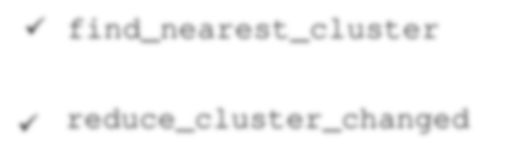 ✓ find_nearest_cluster
✓ reduce_cluster_changed